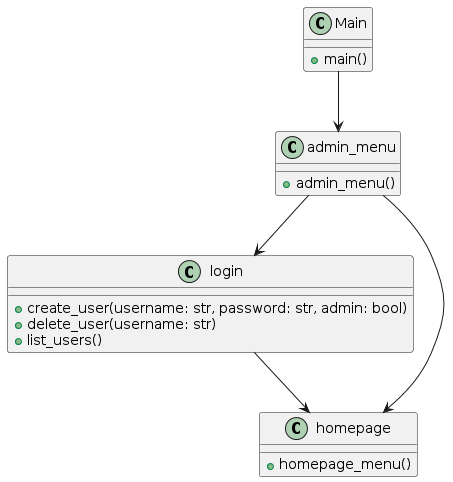 C Main
main()
C admin_menu
admin_menu()
C login
create_user(username: str, password: str, admin: bool)
delete_user(username: str)
list_users()
C homepage
homepage_menu()